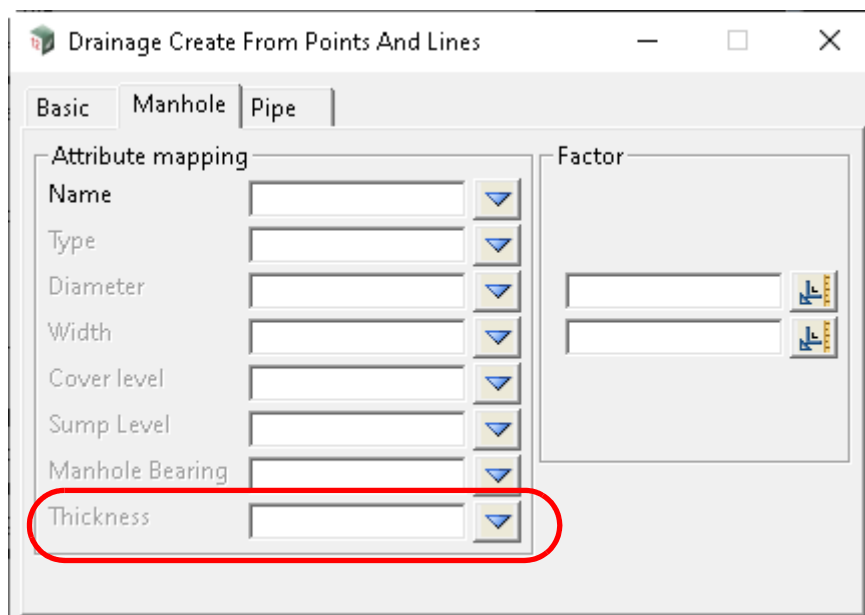 Drainage Create From Points And Lines
Basic Manhole Pipe
Attribute mapping Factor
Name
Type
Diameter
Width
Cover level
Sump Level
Manhole Bearing
Thickness